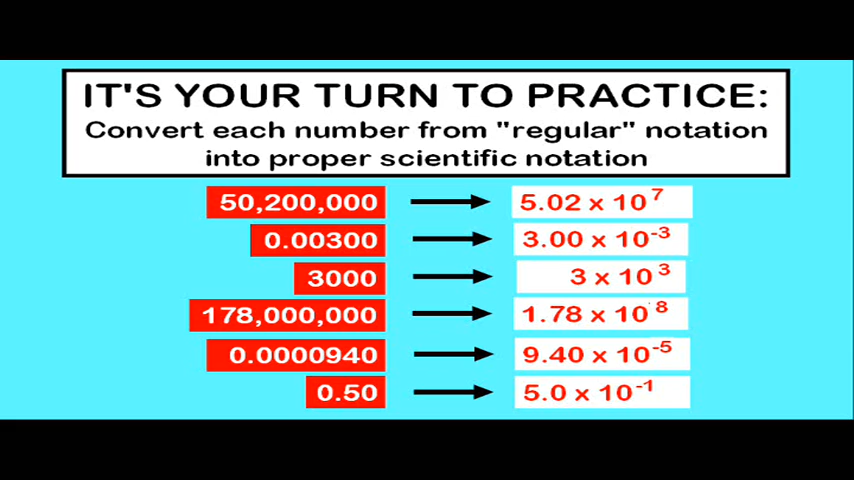 IT'S YOUR TURN TO PRACTICE:
Convert each number from "regular" notation
into proper scientific notation
50,200,000 → 5.02 x 10⁷
0.00300 → 3.00 x 10⁻³
3000 → 3 x 10³
178,000,000 → 1.78 x 10⁸
0.0000940 → 9.40 x 10⁻⁵
0.50 → 5.0 x 10⁻¹